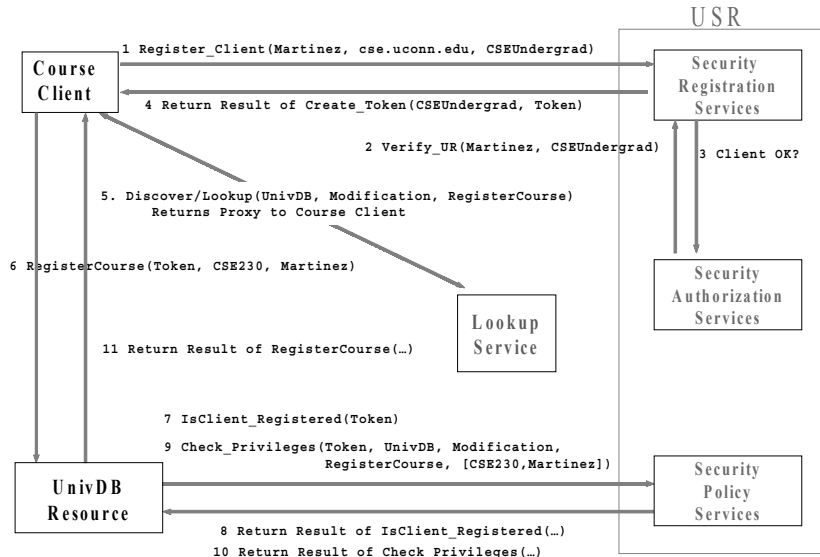 USR
1 Register_Client(Martinez, cse.uconn.edu, CSEUndergrad)
Course
Client
Security
Registration
Services
4 Return Result of Create_Token(CSEUndergrad, Token)
2 Verify_UR(Martinez, CSEUndergrad)
3 Client OK?
5. Discover/Lookup(UnivDB, Modification, RegisterCourse)
Returns Proxy to Course Client
6 RegisterCourse(Token, CSE230, Martinez)
Security
Authorization
Services
Lookup
Service
11 Return Result of RegisterCourse(…)
7 IsClient_Registered(Token)
9 Check_Privileges(Token, UnivDB, Modification,
RegisterCourse, [CSE230,Martinez])
UnivDB
Resource
Security
Policy
Services
8 Return Result of IsClient_Registered(…)
10 Return Result of Check_Privileges(…)